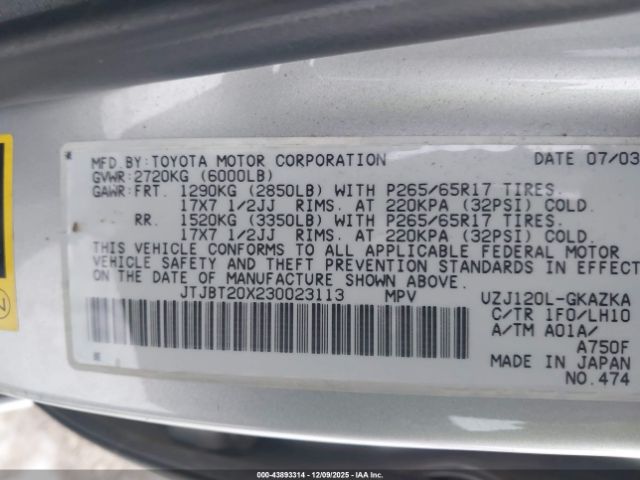 MFD.BY:TOYOTA MOTOR CORPORATION DATE 07/03
GVWR:2720KG (6000LB)
GAWR:FRT. 1290KG (2850LB) WITH P265/65R17 TIRES.
17X7 1/2JJ RIMS. AT 220KPA (32PSI) COLD.
RR. 1520KG (3350LB) WITH P265/65R17 TIRES.
17X7 1/2JJ RIMS. AT 220KPA (32PSI) COLD.
THIS VEHICLE CONFORMS TO ALL APPLICABLE FEDERAL MOTOR
VEHICLE SAFETY AND THEFT PREVENTION STANDARDS IN EFFECT
ON THE DATE OF MANUFACTURE SHOWN ABOVE.
JTJBT20X230023113 MPV UZJ120L-GKAZKA
C/TR 1F0/LH10
A/TM A01A/
A750F
MADE IN JAPAN
NO.474
7
000-43893314 - 12/09/2025 - IAA Inc.